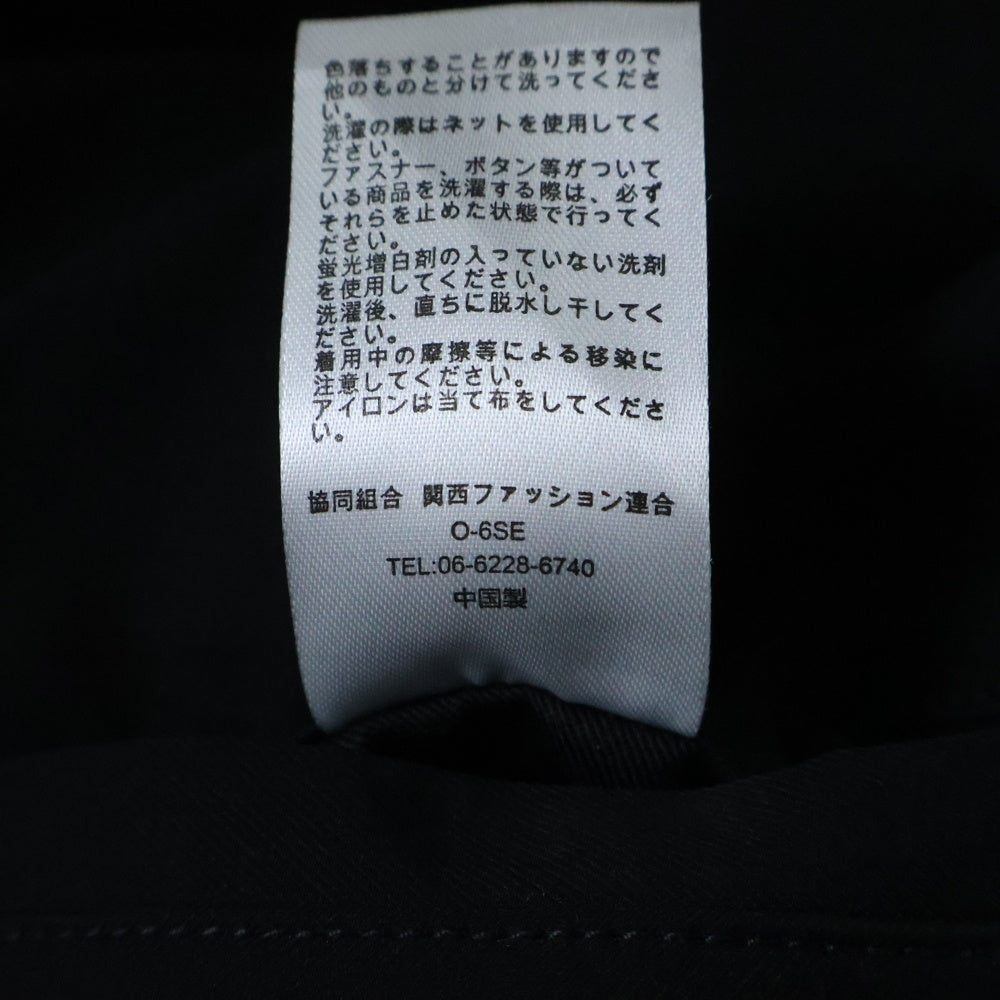 色落ちすることがありますので
他のものと分けて洗ってくださ
い。
洗濯の際はネットを使用してく
ださい。
ファスナー、ボタン等がついて
いる商品を洗濯する際は、必ず
それらを止めた状態で行ってく
ださい。
蛍光増白剤の入っていない洗剤
を使用してください。
洗濯後、直ちに脱水し干してく
ださい。
着用中の摩擦等による移染に
注意してください。
アイロンは当て布をしてくださ
い。
協同組合 関西ファッション連合
O-6SE
TEL:06-6228-6740
中国製